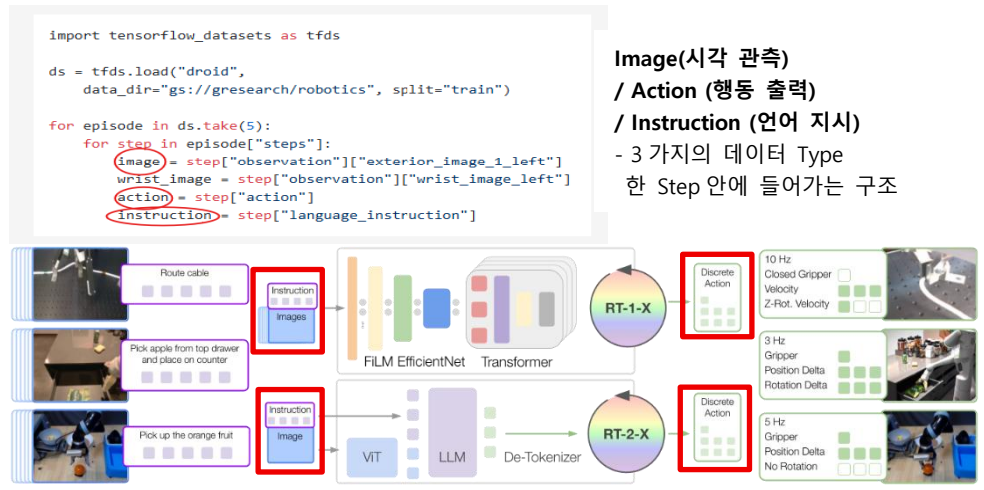 import tensorflow_datasets as tfds
ds = tfds.load("droid",
data_dir="gs://gresearch/robotics", split="train")
for episode in ds.take(5):
for step in episode["steps"]:
image = step["observation"]["exterior_image_1_left"]
wrist_image = step["observation"]["wrist_image_left"]
action = step["action"]
instruction = step["language_instruction"]
Image(시각 관측)
/ Action (행동 출력)
/ Instruction (언어 지시)
- 3 가지의 데이터 Type
한 Step 안에 들어가는 구조
Route cable
Pick apple from top drawer
and place on counter
Pick up the orange fruit
Instruction
Images
FiLM EfficientNet
Transformer
RT-1-X
Discrete
Action
Instruction
Image
ViT
LLM
De-Tokenizer
RT-2-X
Discrete
Action
10 Hz
Closed Gripper
Velocity
Z-Rot. Velocity
3 Hz
Gripper
Position Delta
Rotation Delta
5 Hz
Gripper
Position Delta
No Rotation